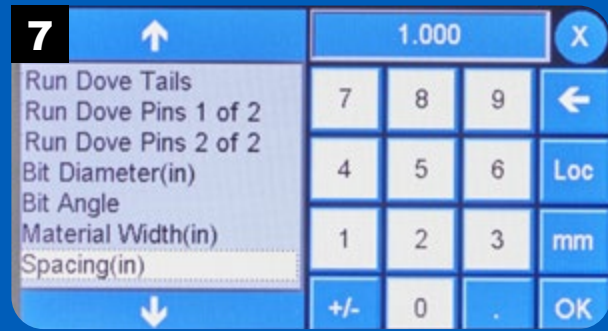 7
1.000
X
Run Dove Tails
Run Dove Pins 1 of 2
Run Dove Pins 2 of 2
Bit Diameter(in)
Bit Angle
Material Width(in)
Spacing(in)
7 8 9
4 5 6 Loc
1 2 3 mm
+/- 0 . OK